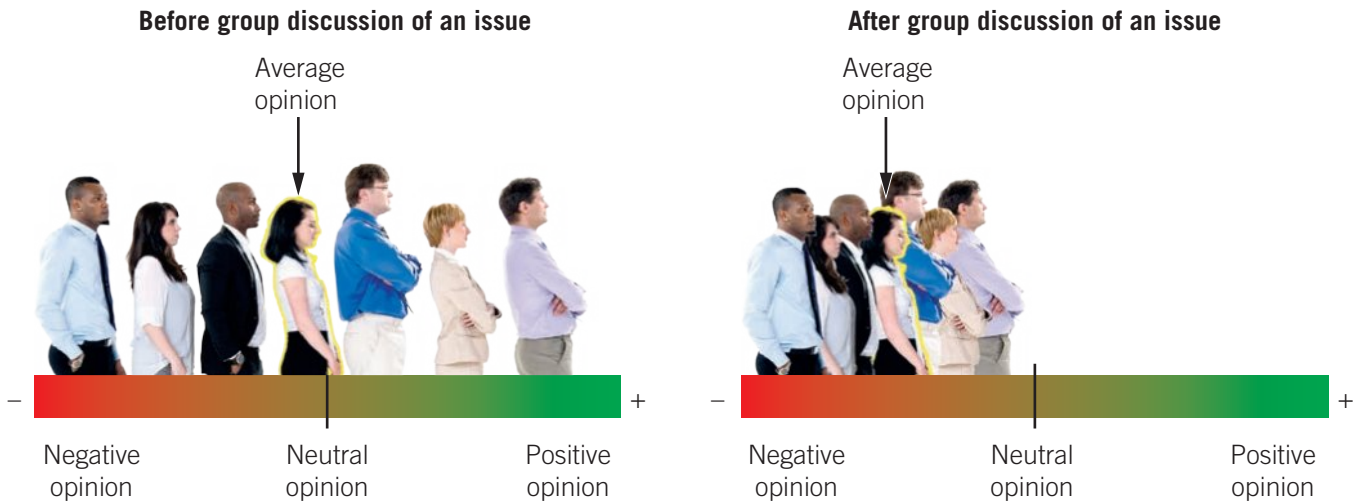 Before group discussion of an issue
Average
opinion
−
+
Negative
opinion
Neutral
opinion
Positive
opinion
After group discussion of an issue
Average
opinion
−
+
Negative
opinion
Neutral
opinion
Positive
opinion